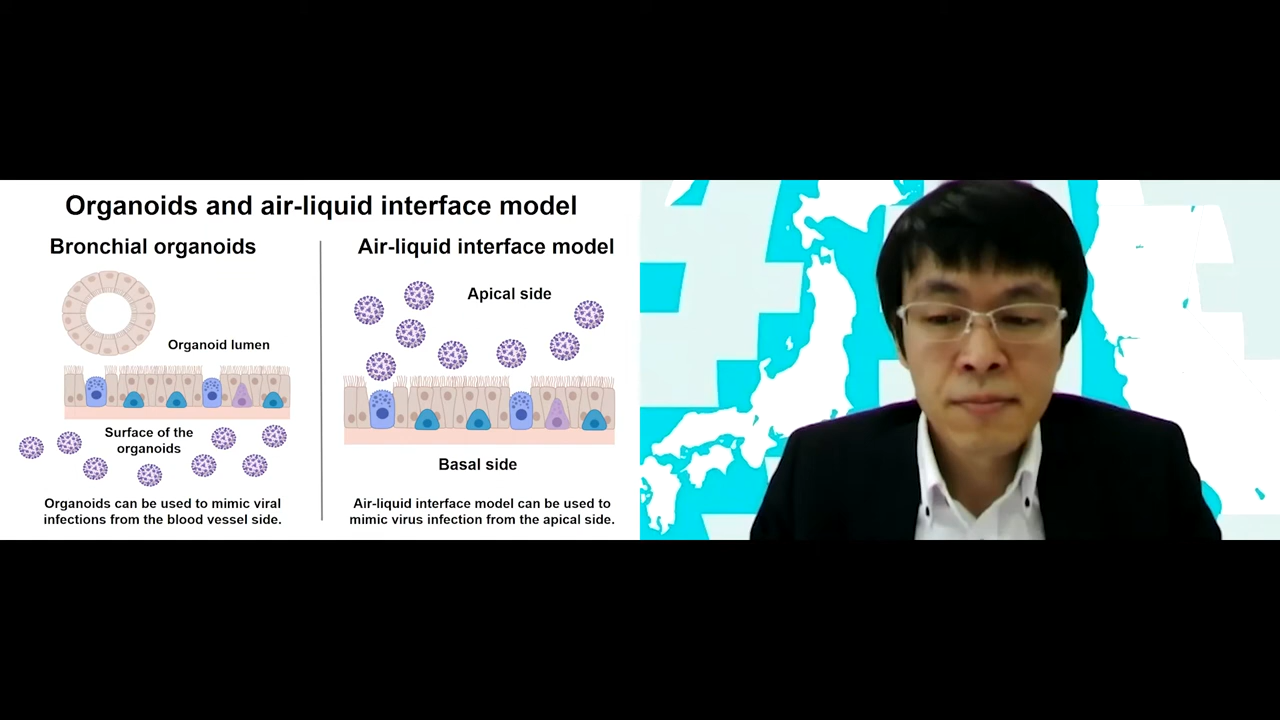 Organoids and air-liquid interface model
Bronchial organoids
Organoid lumen
Surface of the
organoids
Organoids can be used to mimic viral
infections from the blood vessel side.
Air-liquid interface model
Apical side
Basal side
Air-liquid interface model can be used to
mimic virus infection from the apical side.